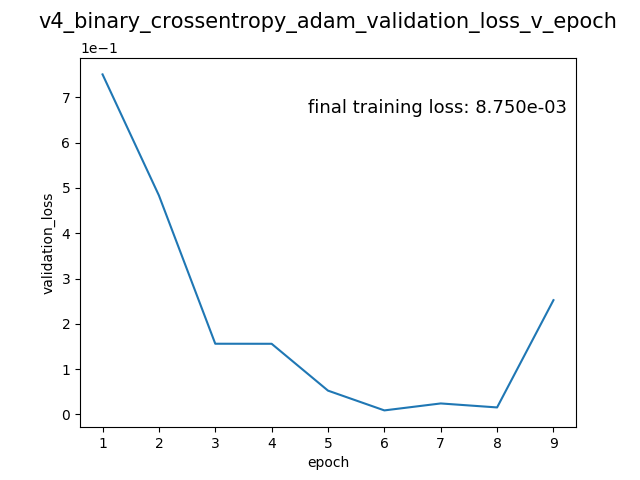 v4_binary_crossentropy_adam_validation_loss_v_epoch
1e−1
final training loss: 8.750e-03
7
6
5
4
3
2
1
0
validation_loss
1 2 3 4 5 6 7 8 9
epoch